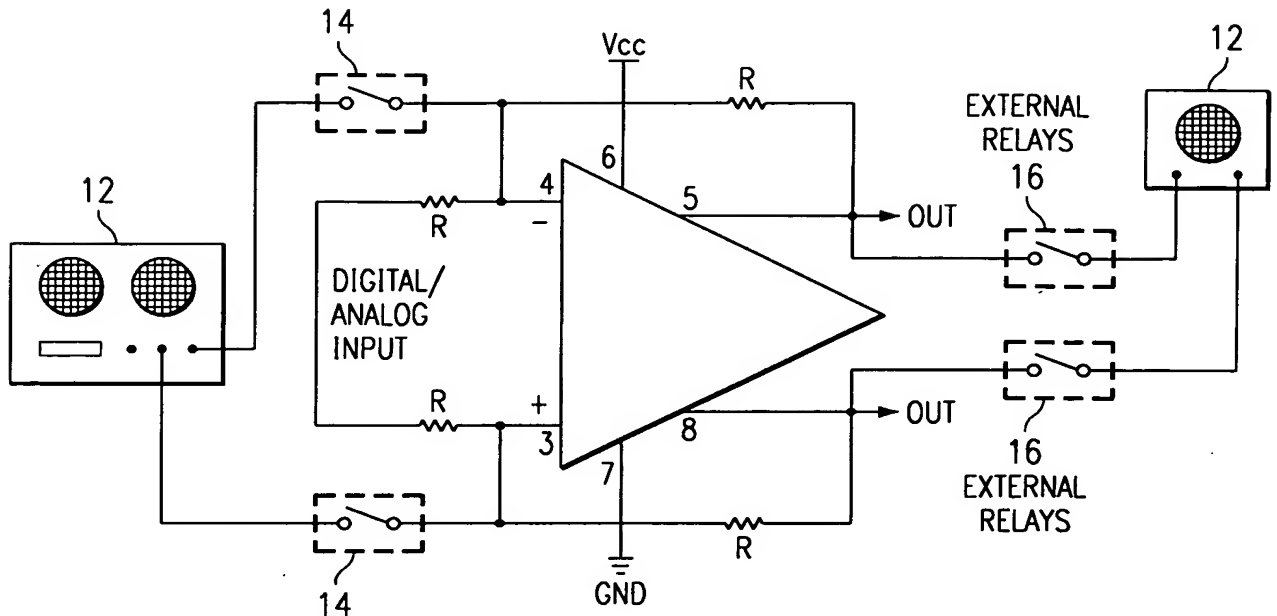 14
Vcc
R
12
EXTERNAL
RELAYS
16
6
12
4
5
R
−
OUT
DIGITAL/
ANALOG
INPUT
R
+
3
8
OUT
7
16
EXTERNAL
RELAYS
R
14
GND